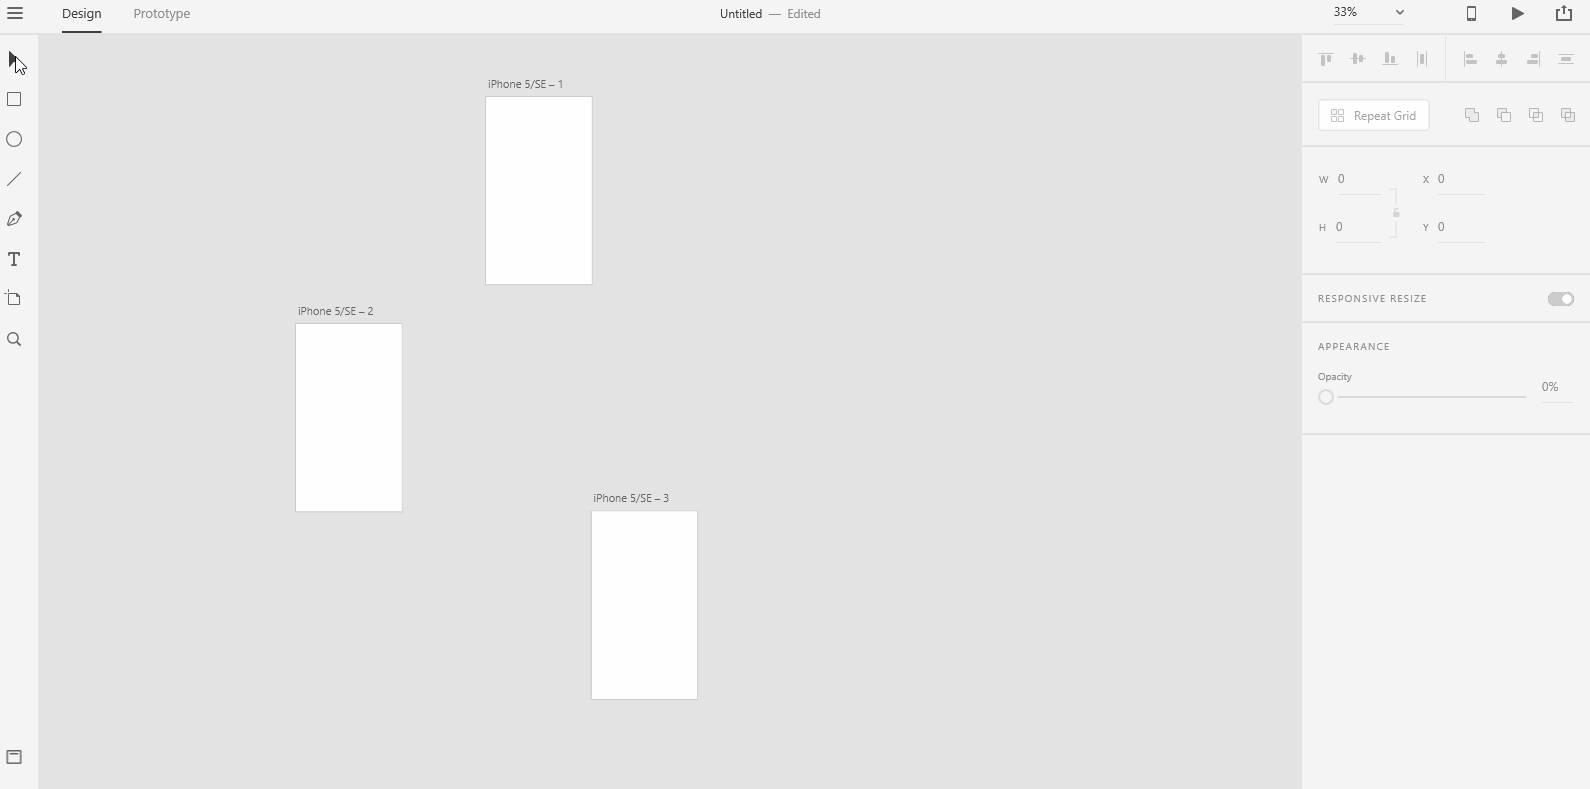 Design
Prototype
Untitled — Edited
33%
iPhone 5/SE – 1
iPhone 5/SE – 2
iPhone 5/SE – 3
T
Repeat Grid
W 0
X 0
H 0
Y 0
RESPONSIVE RESIZE
APPEARANCE
Opacity
0%